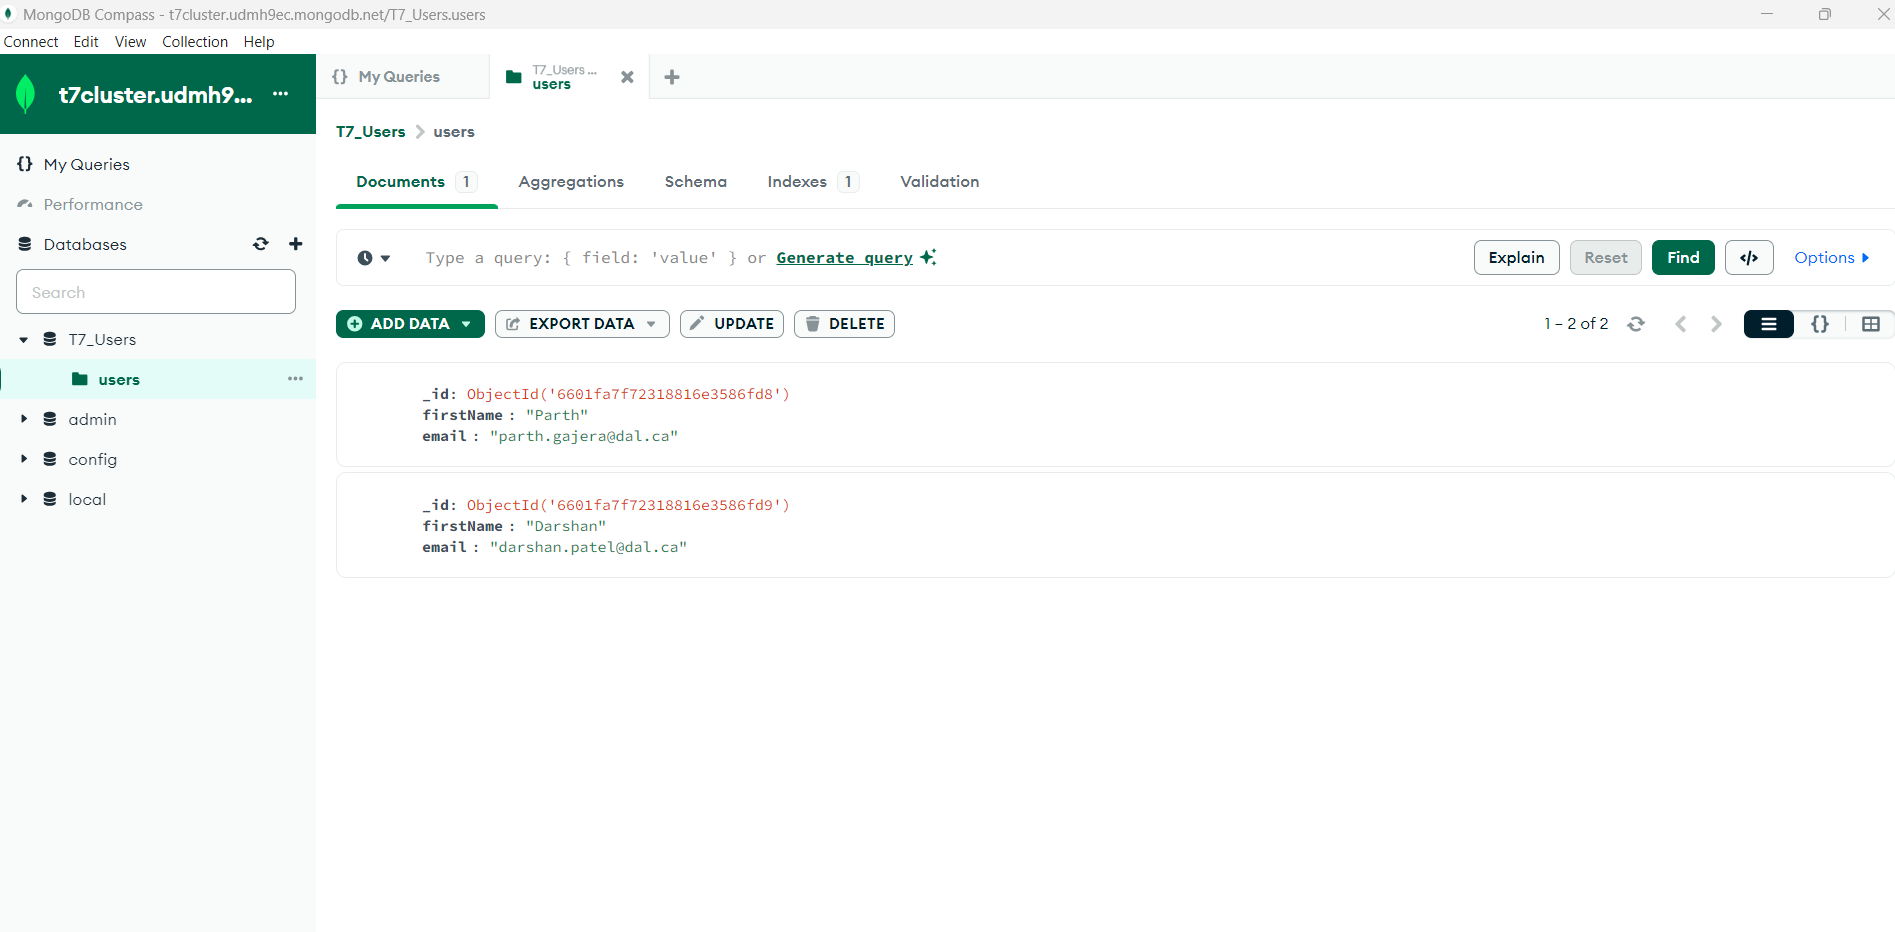 MongoDB Compass - t7cluster.udmh9ec.mongodb.net/T7_Users.users
Connect Edit View Collection Help
t7cluster.udmh9... ...
{} My Queries
T7_Users ...
users
T7_Users > users
{} My Queries
Performance
Databases
Search
T7_Users
users ...
admin
config
local
Documents 1 Aggregations Schema Indexes 1 Validation
Type a query: { field: 'value' } or Generate query
Explain Reset Find </> Options
ADD DATA EXPORT DATA UPDATE DELETE
1 – 2 of 2 {}
_id: ObjectId('6601fa7f72318816e3586fd8')
firstName : "Parth"
email : "parth.gajera@dal.ca"
_id: ObjectId('6601fa7f72318816e3586fd9')
firstName : "Darshan"
email : "darshan.patel@dal.ca"